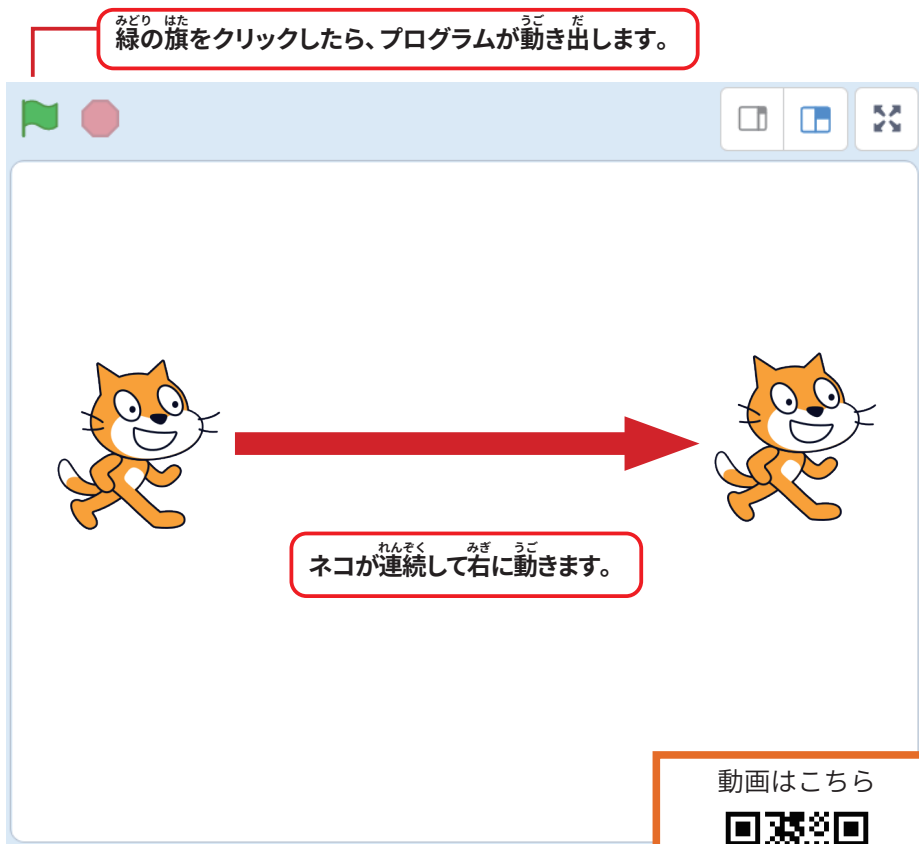 緑の旗をクリックしたら、プログラムが動き出します。
ネコが連続して右に動きます。
動画はこちら